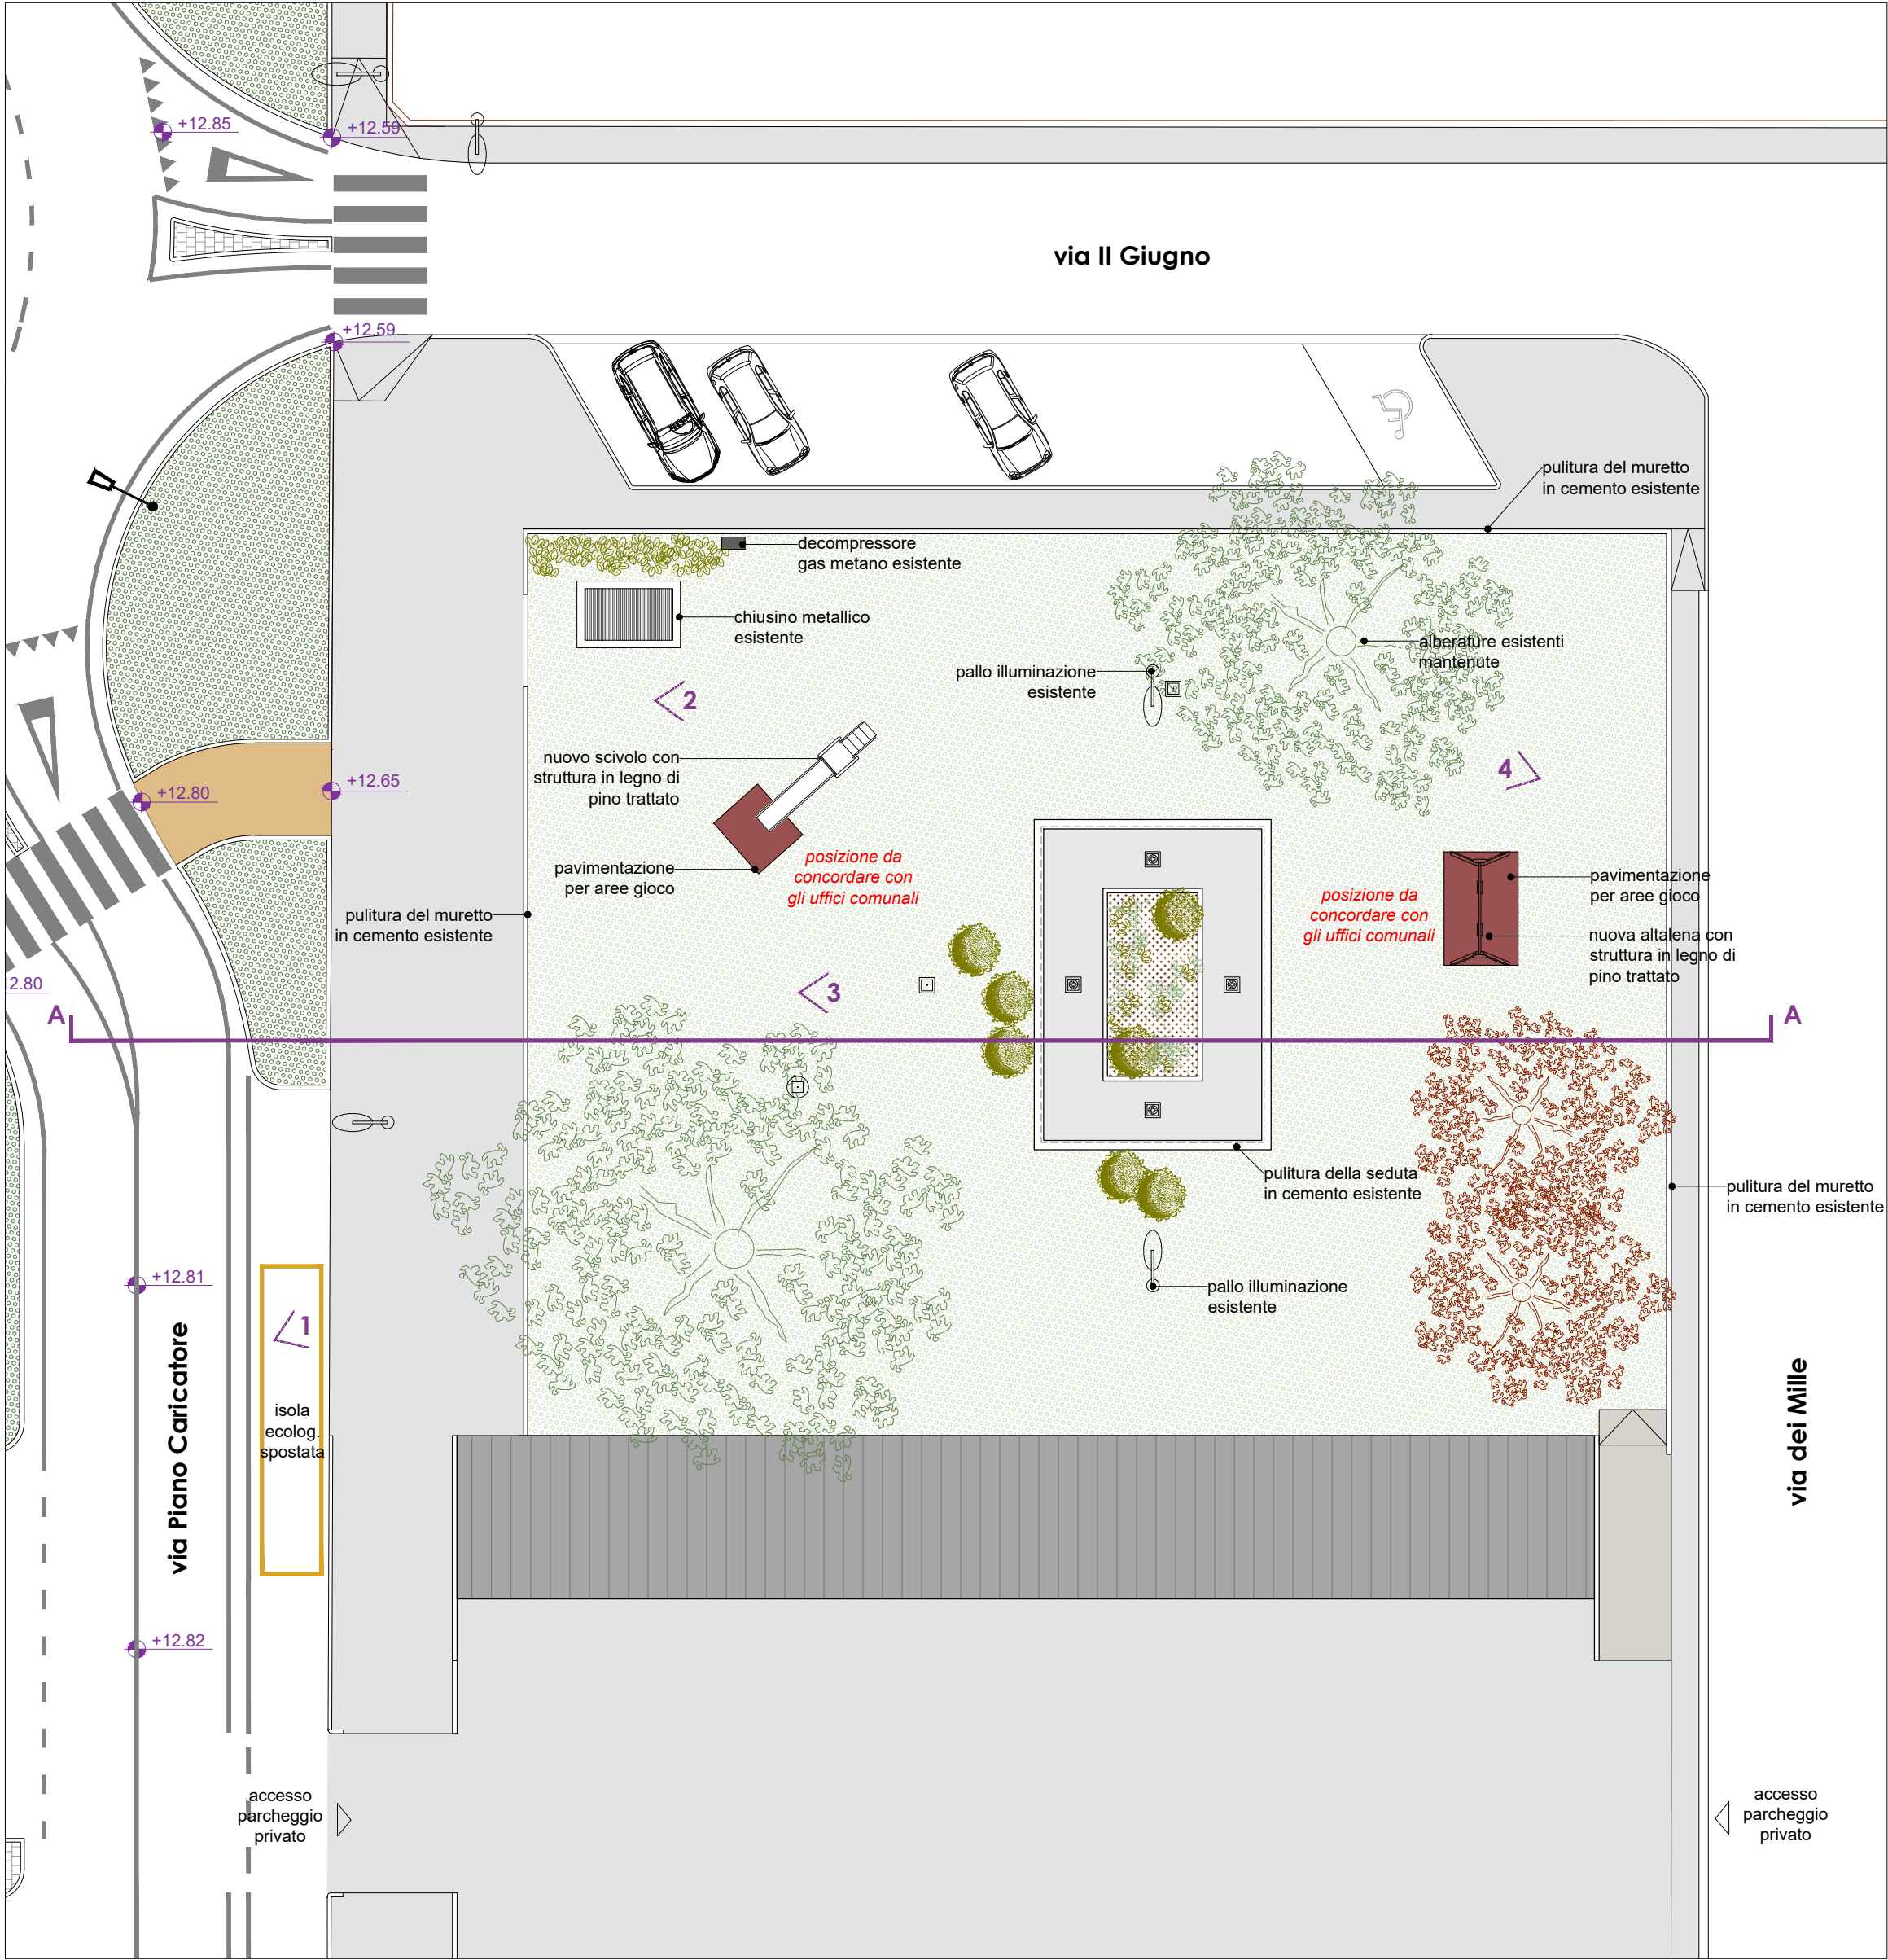 +12.85
+12.59
via II Giugno
+12.59
pulitura del muretto
in cemento esistente
decompressore
gas metano esistente
chiusino metallico
esistente
alberature esistenti
mantenute
pallo illuminazione
esistente
2
nuovo scivolo con
struttura in legno di
pino trattato
4
+12.65
+12.80
posizione da
concordare con
gli uffici comunali
pavimentazione
per aree gioco
pavimentazione
per aree gioco
posizione da
concordare con
gli uffici comunali
pulitura del muretto
in cemento esistente
nuova altalena con
struttura in legno di
pino trattato
2.80
3
A
A
pulitura della seduta
in cemento esistente
pulitura del muretto
in cemento esistente
+12.81
pallo illuminazione
esistente
1
via Piano Caricatore
isola
ecolog.
spostata
via dei Mille
+12.82
accesso
parcheggio
privato
accesso
parcheggio
privato